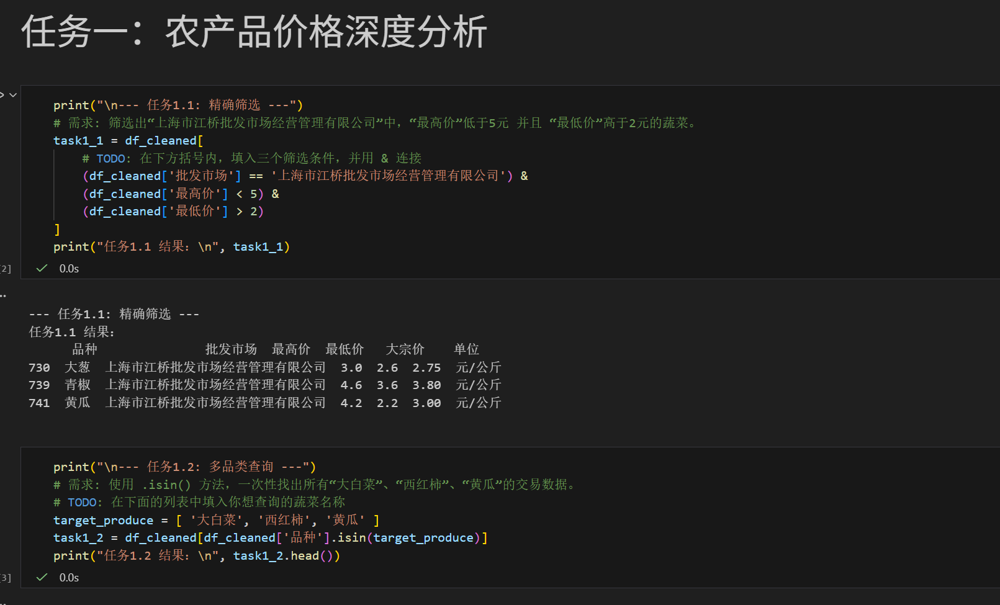 任务一：农产品价格深度分析
print("\n--- 任务1.1: 精确筛选 ---")
# 需求: 筛选出“上海市江桥批发市场经营管理有限公司”中，“最高价”低于5元 并且 “最低价”高于2元的蔬菜。
task1_1 = df_cleaned[
# TODO: 在下方括号内，填入三个筛选条件，并用 & 连接
(df_cleaned['批发市场'] == '上海市江桥批发市场经营管理有限公司') &
(df_cleaned['最高价'] < 5) &
(df_cleaned['最低价'] > 2)
]
print("任务1.1 结果：\n", task1_1)
2]
0.0s
--- 任务1.1: 精确筛选 ---
任务1.1 结果：
品种 批发市场 最高价 最低价 大宗价 单位
730 大葱 上海市江桥批发市场经营管理有限公司 3.0 2.6 2.75 元/公斤
739 青椒 上海市江桥批发市场经营管理有限公司 4.6 3.6 3.80 元/公斤
741 黄瓜 上海市江桥批发市场经营管理有限公司 4.2 2.2 3.00 元/公斤
print("\n--- 任务1.2: 多品类查询 ---")
# 需求: 使用 .isin() 方法，一次性找出所有“大白菜”、“西红柿”、“黄瓜”的交易数据。
# TODO: 在下面的列表中填入你想查询的蔬菜名称
target_produce = [ '大白菜', '西红柿', '黄瓜' ]
task1_2 = df_cleaned[df_cleaned['品种'].isin(target_produce)]
print("任务1.2 结果：\n", task1_2.head())
3]
0.0s